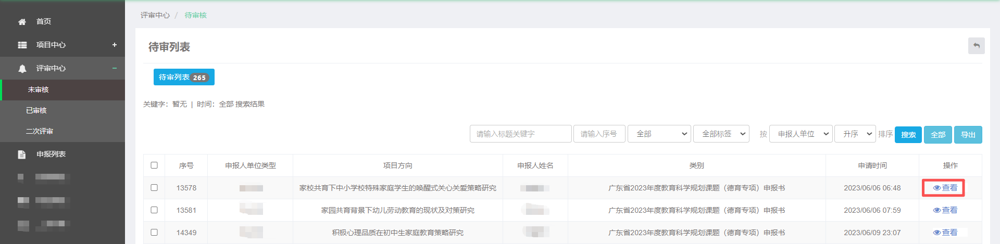 首页
项目中心
评审中心
未审核
已审核
二次评审
申报列表
评审中心 / 待审核
待审列表
待审列表 265
关键字：暂无 | 时间：全部 搜索结果
请输入标题关键字 请输入序号 全部 全部标签 按 申报人单位 升序 排序 搜索 全部 导出
序号 申报人单位类型 项目方向 申报人姓名 类别 申请时间 操作
13578 家校共育下中小学校特殊家庭学生的唤醒式关心关爱策略研究 广东省2023年度教育科学规划课题（德育专项）申报书 2023/06/06 06:48 查看
13581 家园共育背景下幼儿劳动教育的现状及对策研究 广东省2023年度教育科学规划课题（德育专项）申报书 2023/06/06 07:59 查看
14349 积极心理品质在初中生家庭教育策略研究 广东省2023年度教育科学规划课题（德育专项）申报书 2023/06/09 23:07 查看